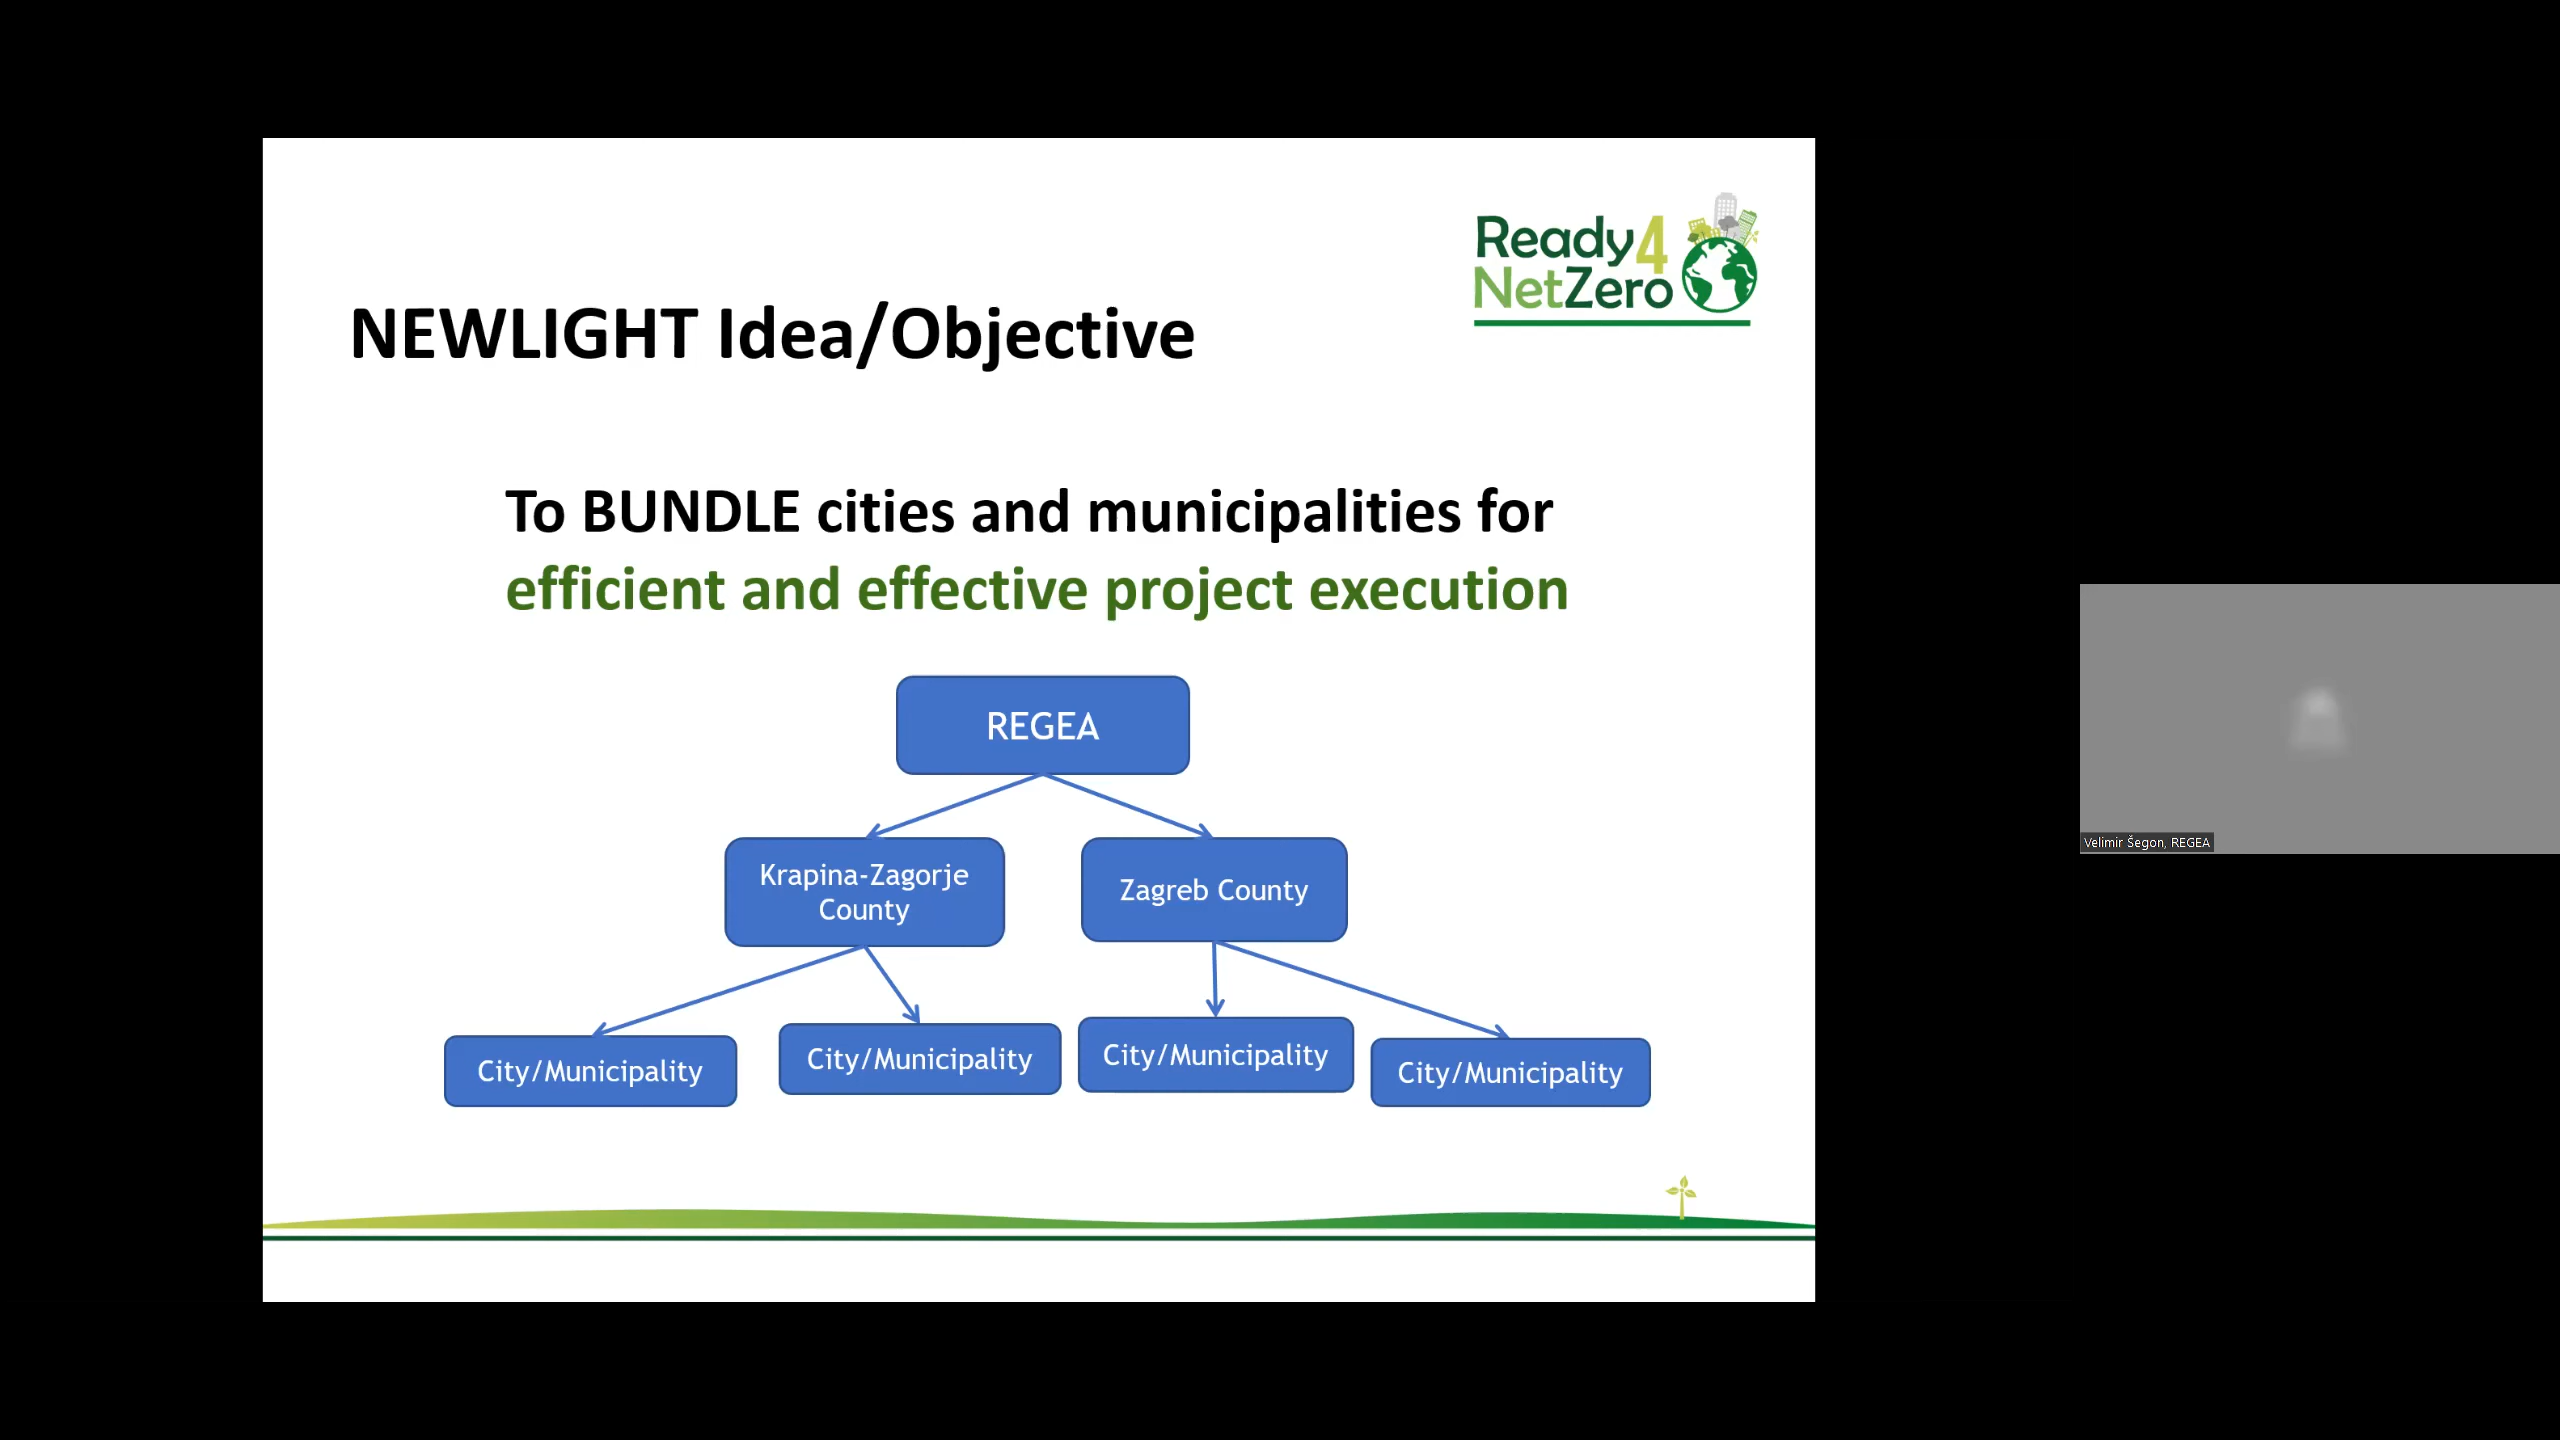 Ready4
NetZero
NEWLIGHT Idea/Objective
To BUNDLE cities and municipalities for
efficient and effective project execution
REGEA
Krapina-Zagorje
County
Zagreb County
City/Municipality
City/Municipality
City/Municipality
City/Municipality
Velimir Šegon, REGEA